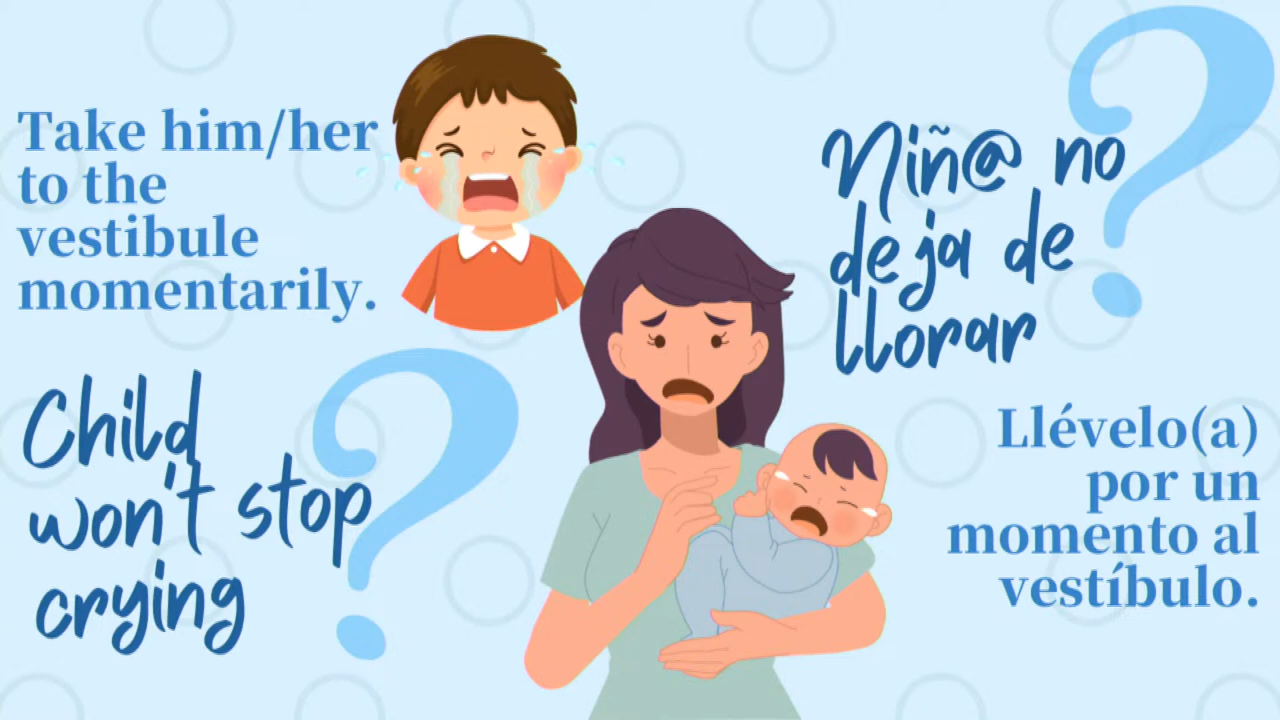 Take him/her
to the
vestibule
momentarily.
Child
won't stop
crying
?
Niñ@ no
deja de
llorar
?
Llévelo(a)
por un
momento al
vestíbulo.